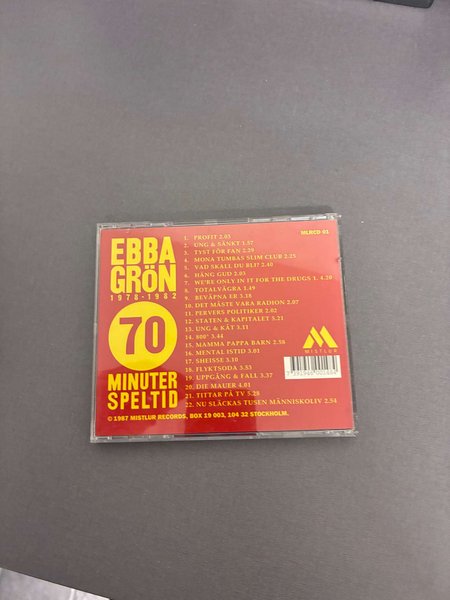 EBBA
GRÖN
1978-1982
70
MINUTER
SPELTID
1. PROFIT 2.03
2. UNG & SÄNKT 3.57
3. TYST FÖR FAN 2.29
4. MONA TUMBAS SLIM CLUB 2.25
5. VAD SKALL DU BLI? 2.40
6. HÄNG GUD 2.03
7. WE'RE ONLY IN IT FOR THE DRUGS 1. 4.20
8. TOTALVÄGRA 1.49
9. BEVÄPNA ER 3.18
10. DET MÅSTE VARA RADION 2.07
11. PERVERS POLITIKER 2.02
12. STATEN & KAPITALET 3.21
13. UNG & KÅT 3.11
14. 800° 3.44
15. MAMMA PAPPA BARN 2.58
16. MENTAL ISTID 3.01
17. SHEISSE 3.10
18. FLYKTSODA 3.53
19. UPPGÅNG & FALL 3.37
20. DIE MAUER 4.01
21. TITTAR PÅ TV 5.28
22. NU SLÄCKAS TUSEN MÄNNISKOLIV 2.54
MLRCD 01
MISTLUR
© 1987 MISTLUR RECORDS, BOX 19 003, 104 32 STOCKHOLM.